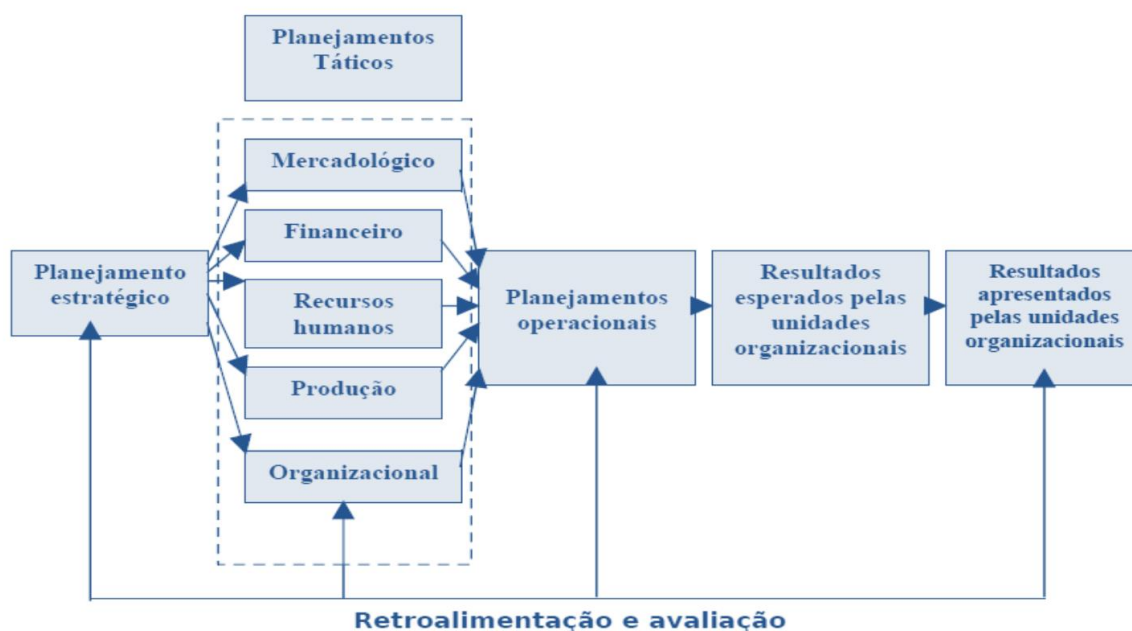 Planejamentos
Táticos
Mercadológico
Financeiro
Recursos
humanos
Produção
Organizacional
Planejamento
estratégico
Planejamentos
operacionais
Resultados
esperados pelas
unidades
organizacionais
Resultados
apresentados
pelas unidades
organizacionais
Retroalimentação e avaliação